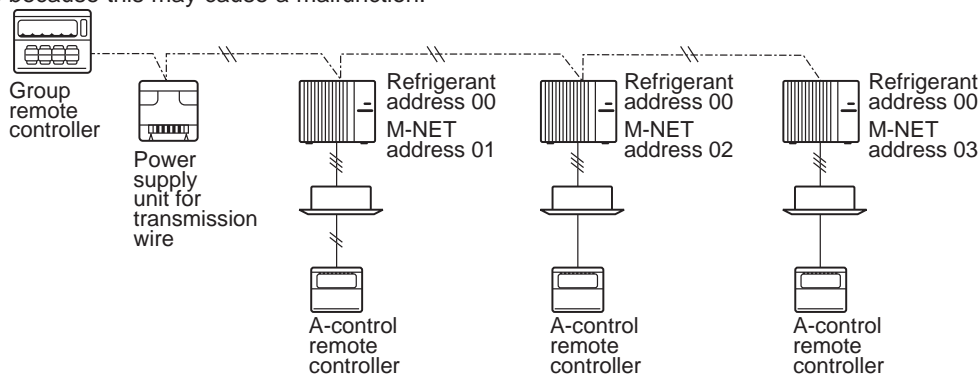 because this may cause a malfunction.
Group
remote
controller
Power
supply
unit for
transmission
wire
Refrigerant
address 00
M-NET
address 01
Refrigerant
address 00
M-NET
address 02
Refrigerant
address 00
M-NET
address 03
A-control
remote
controller
A-control
remote
controller
A-control
remote
controller